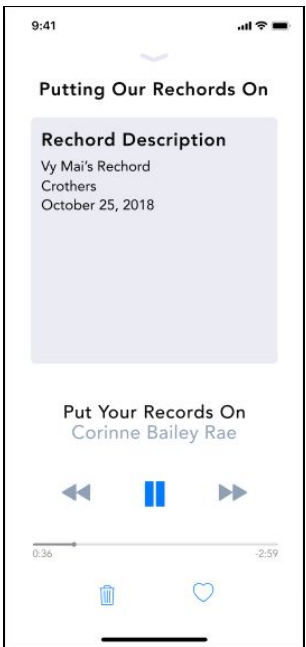 9:41
Putting Our Rechords On
Rechord Description
Vy Mai's Rechord
Crothers
October 25, 2018
Put Your Records On
Corinne Bailey Rae
0:36 -2:59